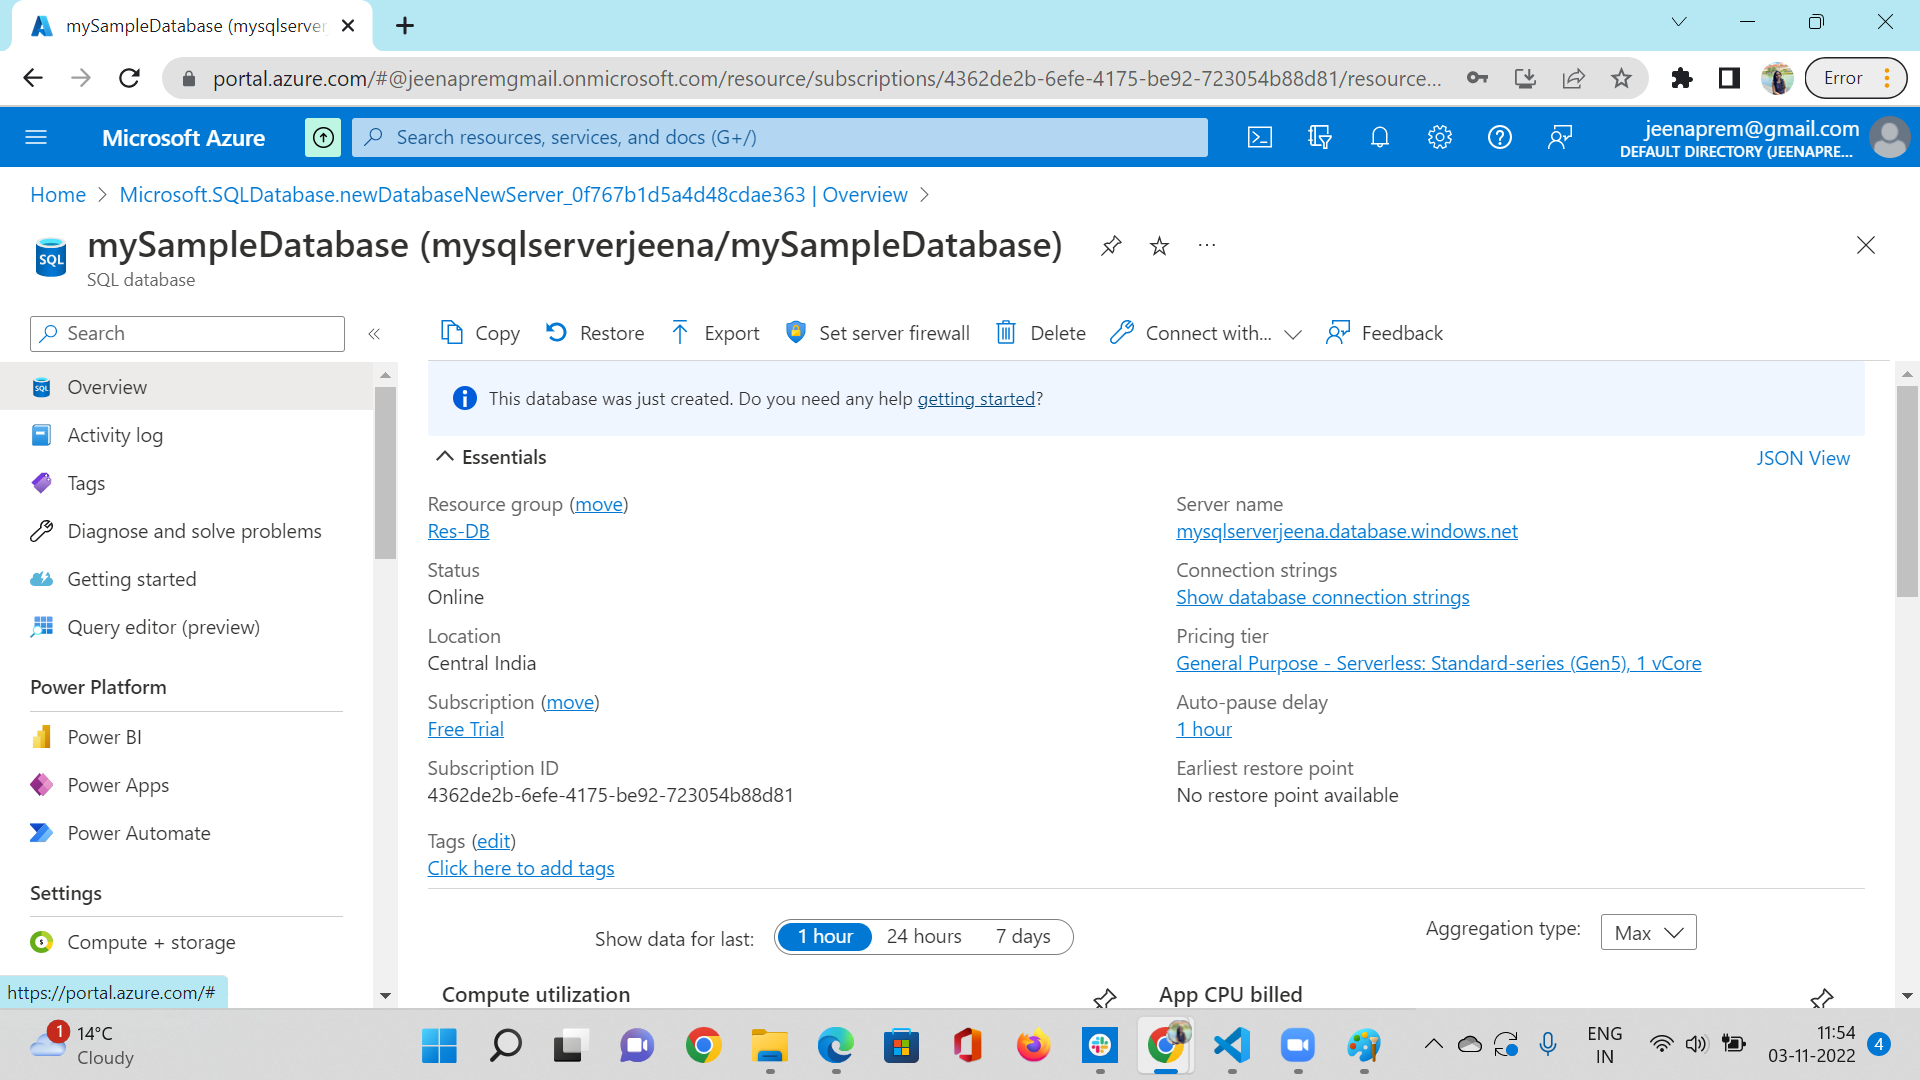 mySampleDatabase (mysqlserver
portal.azure.com/#@jeenapremgmail.onmicrosoft.com/resource/subscriptions/4362de2b-6efe-4175-be92-723054b88d81/resource...
Error
Microsoft Azure
Search resources, services, and docs (G+/)
jeenaprem@gmail.com
DEFAULT DIRECTORY (JEENAPRE...
Home > Microsoft.SQLDatabase.newDatabaseNewServer_0f767b1d5a4d48cdae363 | Overview >
SQL
mySampleDatabase (mysqlserverjeena/mySampleDatabase) ...
SQL database
Search
«
Copy
Restore
Export
Set server firewall
Delete
Connect with...
Feedback
SQL
Overview
Activity log
Tags
Diagnose and solve problems
Getting started
Query editor (preview)
Power Platform
Power BI
Power Apps
Power Automate
Settings
Compute + storage
https://portal.azure.com/#
This database was just created. Do you need any help getting started?
Essentials
JSON View
Resource group (move)
Res-DB
Status
Online
Location
Central India
Subscription (move)
Free Trial
Subscription ID
4362de2b-6efe-4175-be92-723054b88d81
Tags (edit)
Click here to add tags
Server name
mysqlserverjeena.database.windows.net
Connection strings
Show database connection strings
Pricing tier
General Purpose - Serverless: Standard-series (Gen5), 1 vCore
Auto-pause delay
1 hour
Earliest restore point
No restore point available
Show data for last:
1 hour
24 hours
7 days
Aggregation type:
Max
Compute utilization
App CPU billed
1
14°C
Cloudy
ENG
IN
11:54
03-11-2022
4